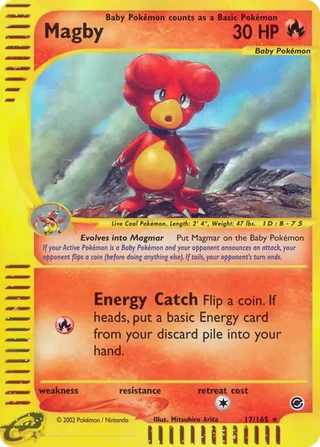 Baby Pokémon counts as a Basic Pokémon
Magby 30 HP
Baby Pokémon
Live Coal Pokémon. Length: 2' 4", Weight: 47 lbs. ID: B-75
Evolves into Magmar Put Magmar on the Baby Pokémon
If your Active Pokémon is a Baby Pokémon and your opponent announces an attack, your
opponent flips a coin (before doing anything else). If tails, your opponent's turn ends.
Energy Catch Flip a coin. If
heads, put a basic Energy card
from your discard pile into your
hand.
weakness resistance retreat cost
© 2002 Pokémon / Nintendo Illus. Mitsuhiro Arita 17/165 ★